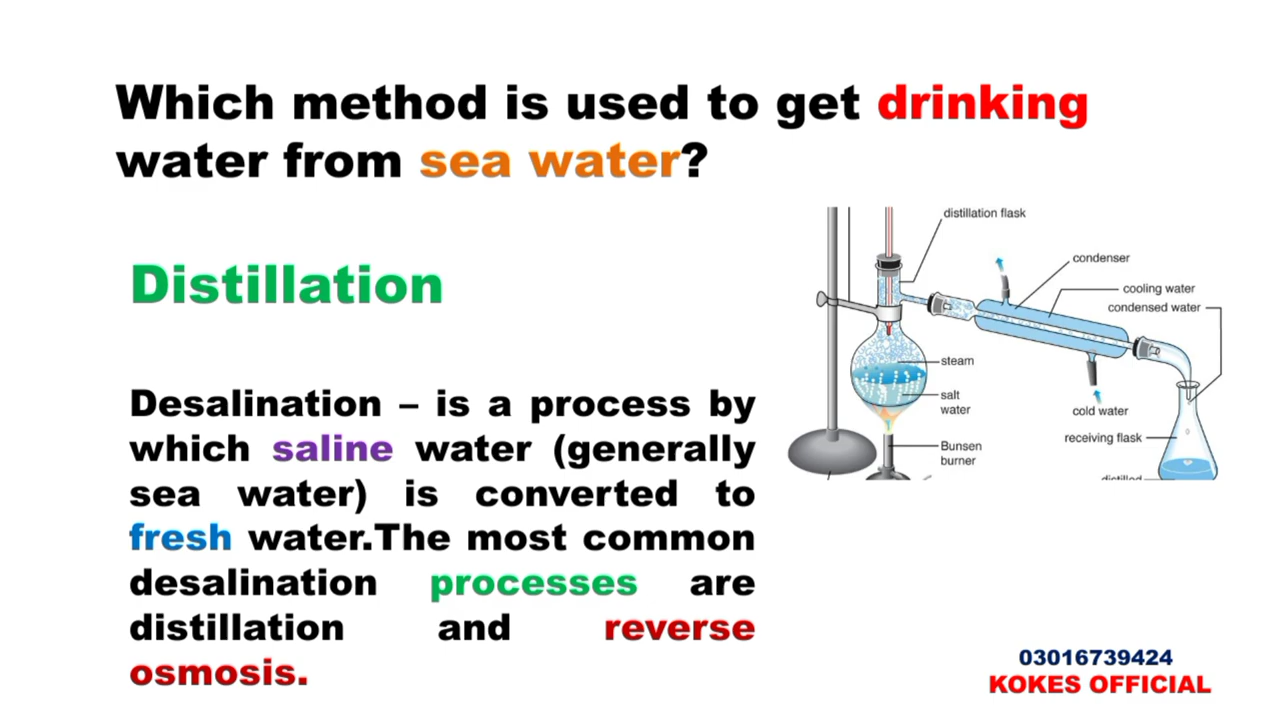 Which method is used to get drinking
water from sea water?
Distillation
Desalination – is a process by
which saline water (generally
sea water) is converted to
fresh water.The most common
desalination processes are
distillation and reverse
osmosis.
distillation flask
condenser
cooling water
condensed water
steam
salt
water
cold water
receiving flask
Bunsen
burner
03016739424
KOKES OFFICIAL